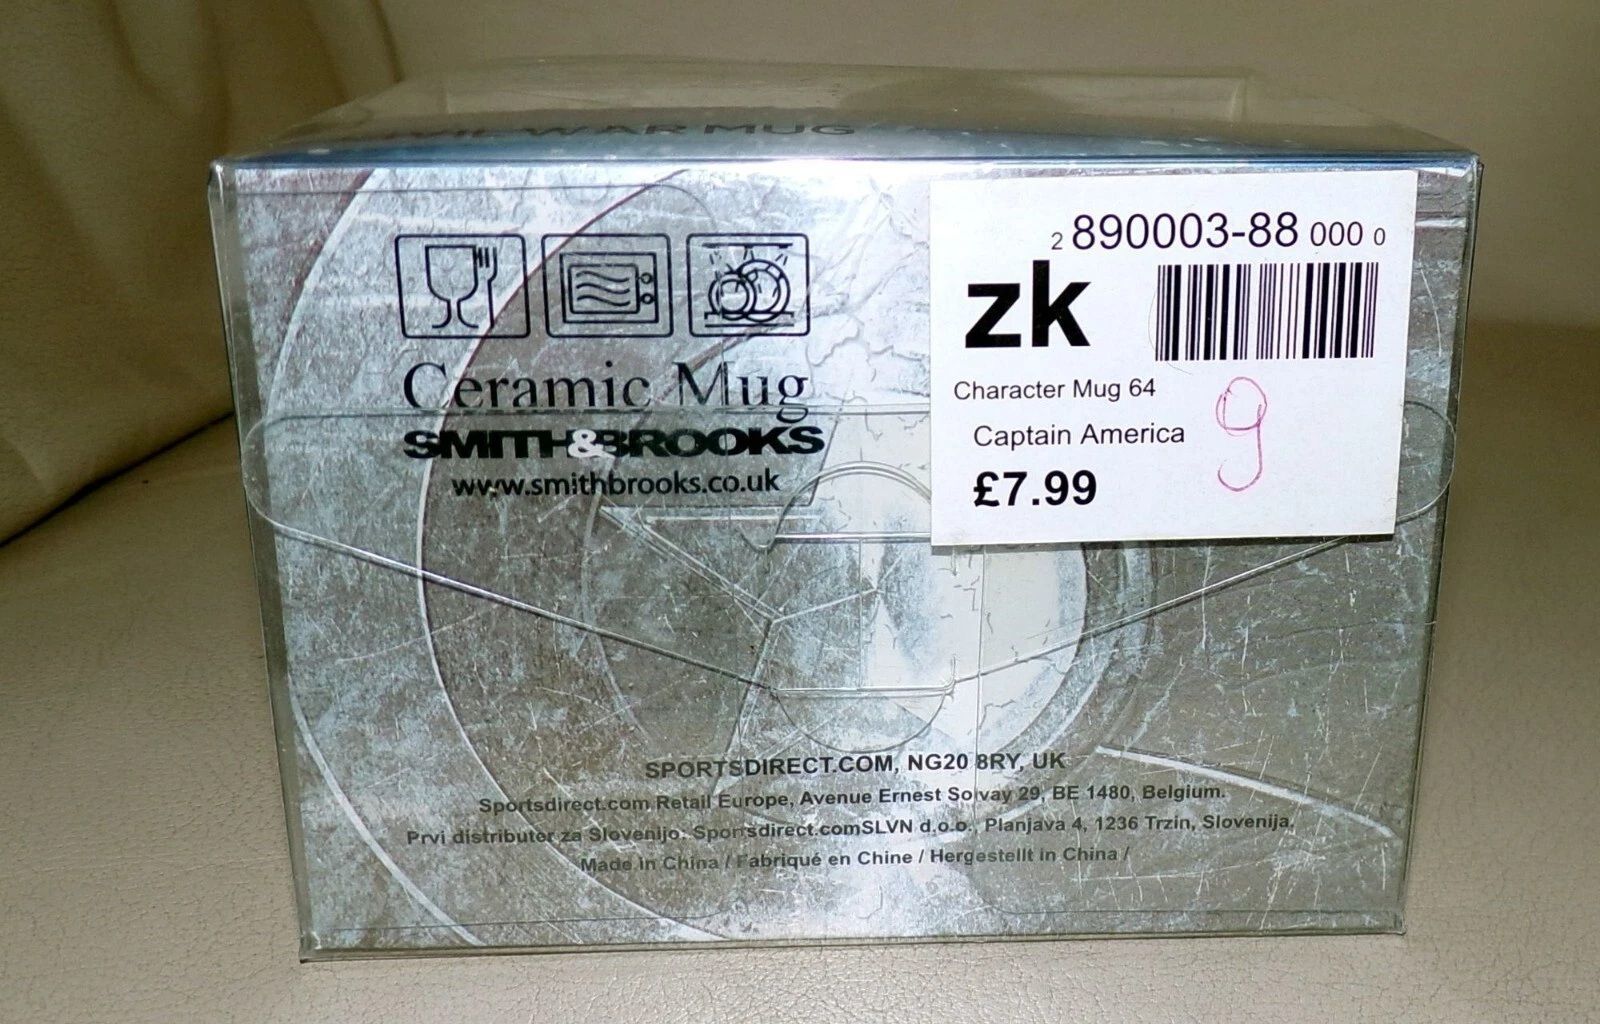 WAR MUG
2 890003-88 000 0
zk
Character Mug 64
Captain America
£7.99
9
Ceramic Mug
SMITH&BROOKS
www.smithbrooks.co.uk
SPORTSDIRECT.COM, NG20 8RY, UK
Sportsdirect.com Retail Europe, Avenue Ernest Solvay 29, BE 1480, Belgium.
Prvi distributer za Slovenijo: Sportsdirect.comSLVN d.o.o., Planjava 4, 1236 Trzin, Slovenija.
Made in China / Fabriqué en Chine / Hergestellt in China /